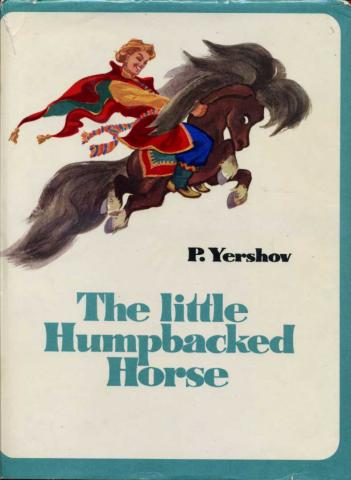 P. Yershov
The little
Humpbacked
Horse